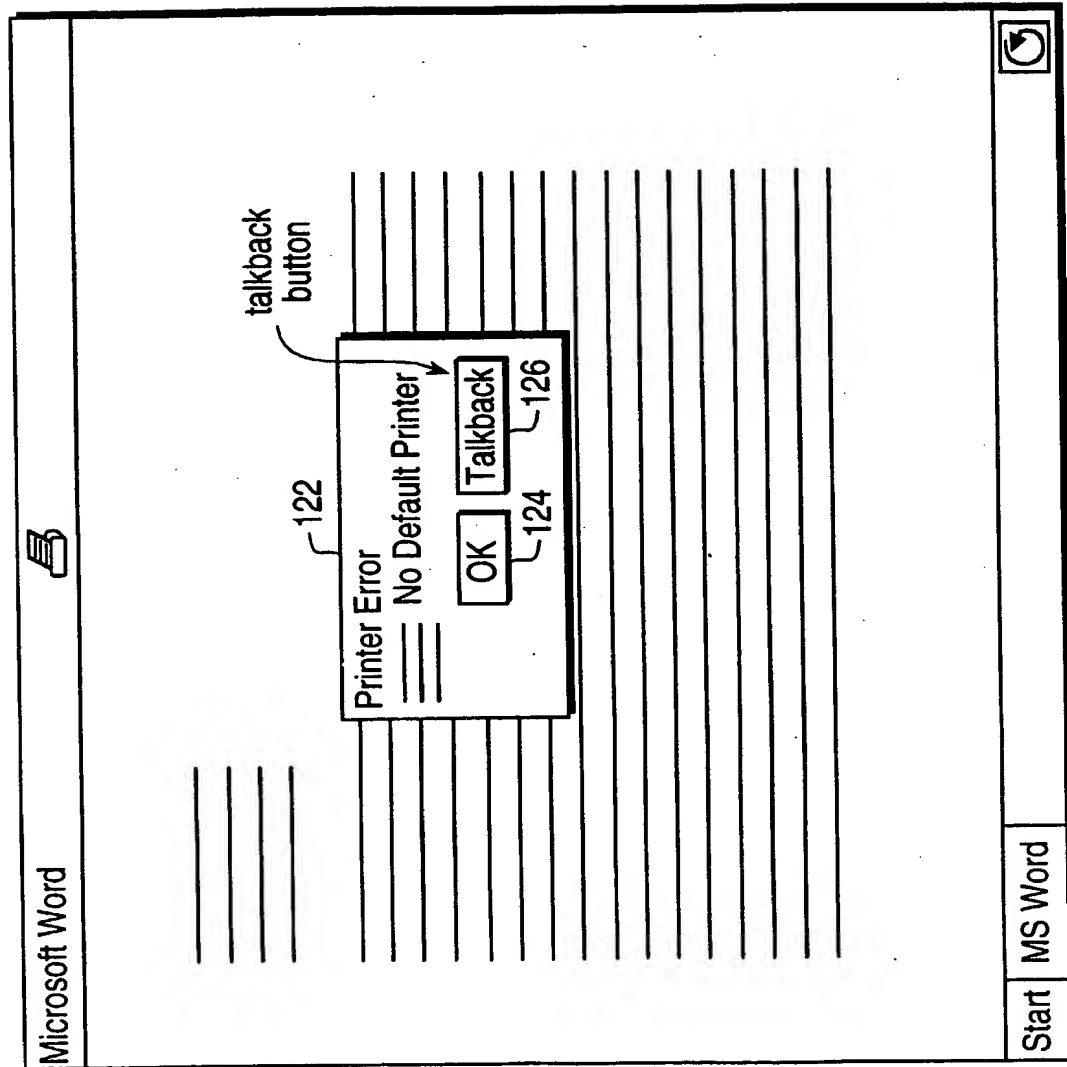 Microsoft Word
talkback
button
122
Printer Error
No Default Printer
OK
Talkback
124
126
Start
MS Word